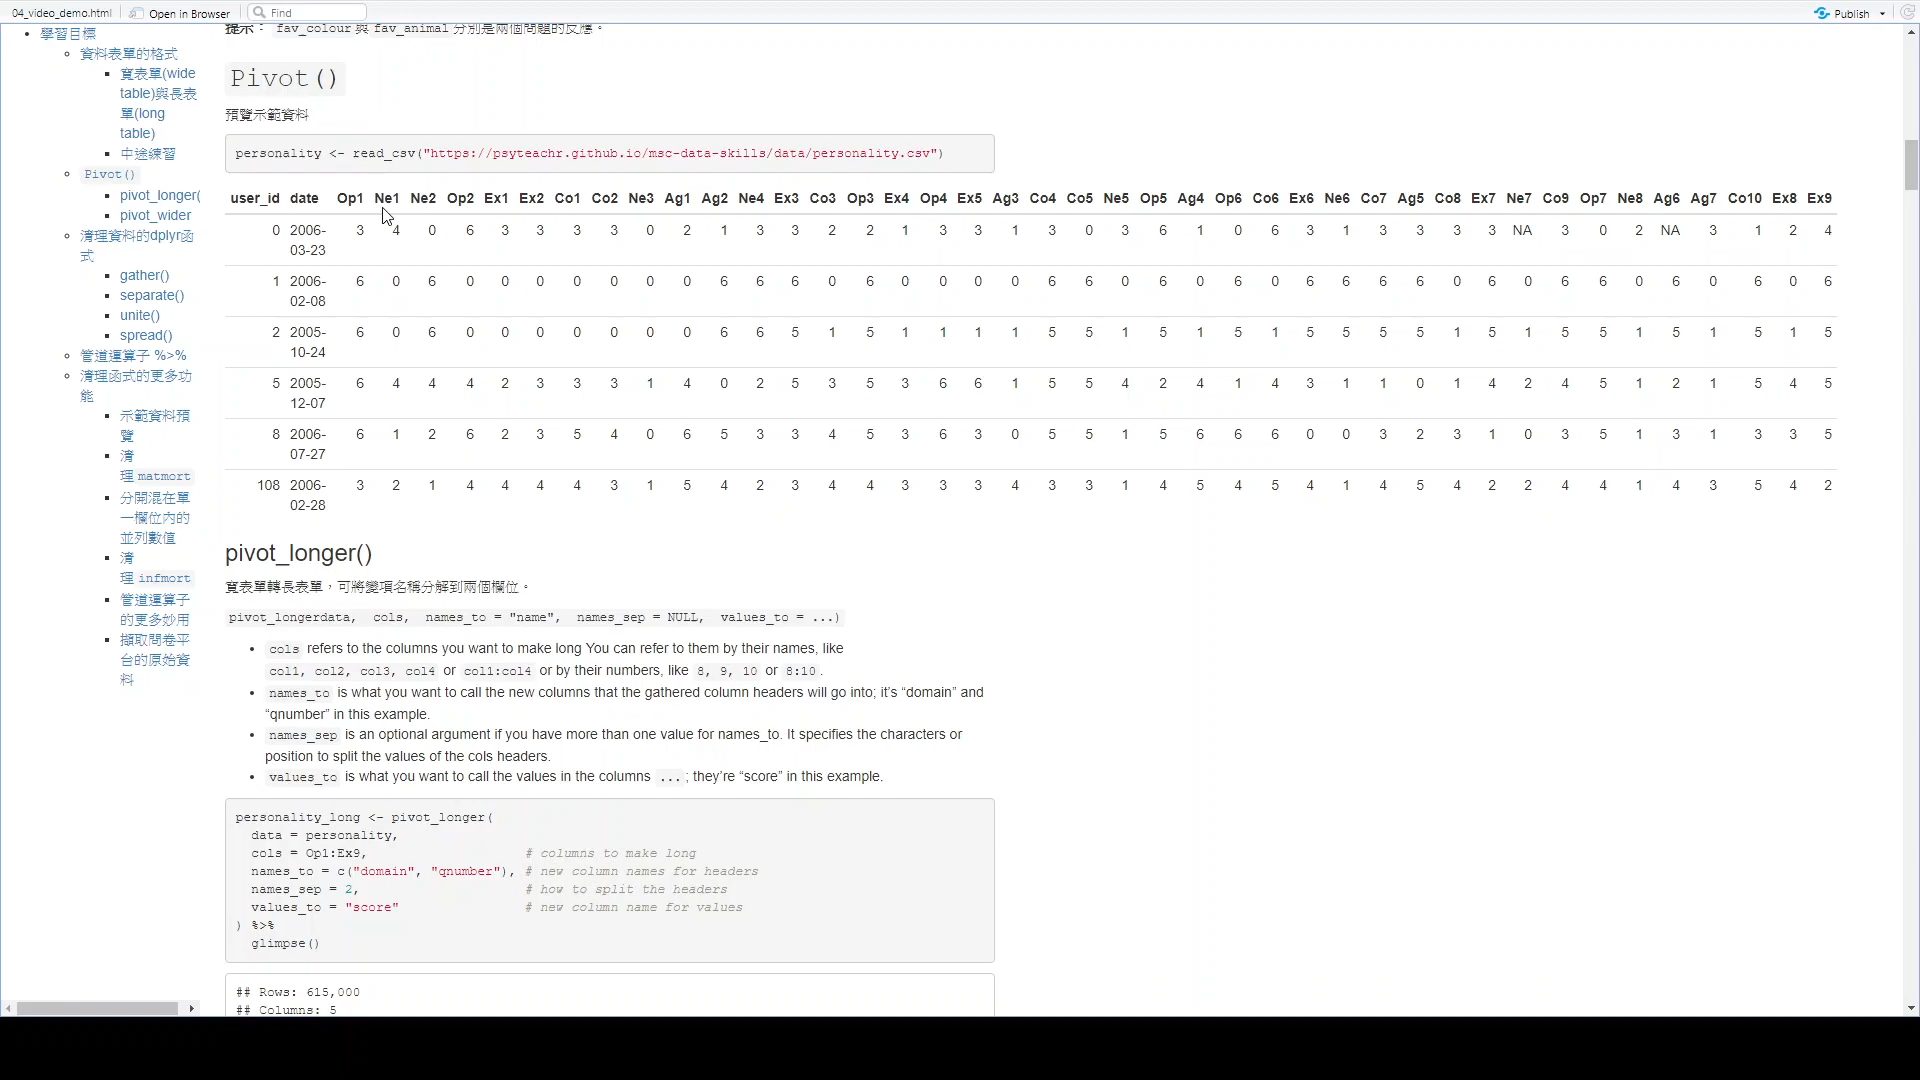 04_video_demo.html
Open in Browser
Find
Publish
學習目標
資料表單的格式
寬表單(wide
table)與長表
單(long
table)
中途練習
Pivot()
pivot_longer(
pivot_wider
清理資料的dplyr函
式
gather()
separate()
unite()
spread()
管道運算子 %>%
清理函式的更多功
能
示範資料預
覽
清
理 matmort
分開混在單
一欄位內的
並列數值
清
理 infmort
管道運算子
的更多妙用
擷取問卷平
台的原始資
料
提示： fav_colour 與 fav_animal 分別是兩個問題的反應。
Pivot()
預覽示範資料
personality <- read_csv("https://psyteachr.github.io/msc-data-skills/data/personality.csv")
user_id date Op1 Ne1 Ne2 Op2 Ex1 Ex2 Co1 Co2 Ne3 Ag1 Ag2 Ne4 Ex3 Co3 Op3 Ex4 Op4 Ex5 Ag3 Co4 Co5 Ne5 Op5 Ag4 Op6 Co6 Ex6 Ne6 Co7 Ag5 Co8 Ex7 Ne7 Co9 Op7 Ne8 Ag6 Ag7 Co10 Ex8 Ex9
0 2006- 3 4 0 6 3 3 3 3 0 2 1 3 3 2 2 1 3 3 1 3 0 3 6 1 0 6 3 1 3 3 3 3 NA 3 0 2 NA 3 1 2 4
03-23
1 2006- 6 0 6 0 0 0 0 0 0 0 6 6 6 0 6 0 0 0 0 6 6 0 6 0 6 0 6 6 6 6 0 6 0 6 6 0 6 0 6 0 6
02-08
2 2005- 6 0 6 0 0 0 0 0 0 0 6 6 5 1 5 1 1 1 1 5 5 1 5 1 5 1 5 5 5 5 1 5 1 5 5 1 5 1 5 1 5
10-24
5 2005- 6 4 4 4 2 3 3 3 1 4 0 2 5 3 5 3 6 6 1 5 5 4 2 4 1 4 3 1 1 0 1 4 2 4 5 1 2 1 5 4 5
12-07
8 2006- 6 1 2 6 2 3 5 4 0 6 5 3 3 4 5 3 6 3 0 5 5 1 5 6 6 6 0 0 3 2 3 1 0 3 5 1 3 1 3 3 5
07-27
108 2006- 3 2 1 4 4 4 4 3 1 5 4 2 3 4 4 3 3 3 4 3 3 1 4 5 4 5 4 1 4 5 4 2 2 4 4 1 4 3 5 4 2
02-28
pivot_longer()
寬表單轉長表單，可將變項名稱分解到兩個欄位。
pivot_longerdata, cols, names_to = "name", names_sep = NULL, values_to = ...)
cols refers to the columns you want to make long You can refer to them by their names, like
col1, col2, col3, col4 or col1:col4 or by their numbers, like 8, 9, 10 or 8:10 .
names_to is what you want to call the new columns that the gathered column headers will go into; it's “domain” and
“qnumber” in this example.
names_sep is an optional argument if you have more than one value for names_to. It specifies the characters or
position to split the values of the cols headers.
values_to is what you want to call the values in the columns ... ; they're “score” in this example.
personality_long <- pivot_longer(
data = personality,
cols = Op1:Ex9, # columns to make long
names_to = c("domain", "qnumber"), # new column names for headers
names_sep = 2, # how to split the headers
values_to = "score" # new column name for values
) %>%
glimpse()
## Rows: 615,000
## Columns: 5